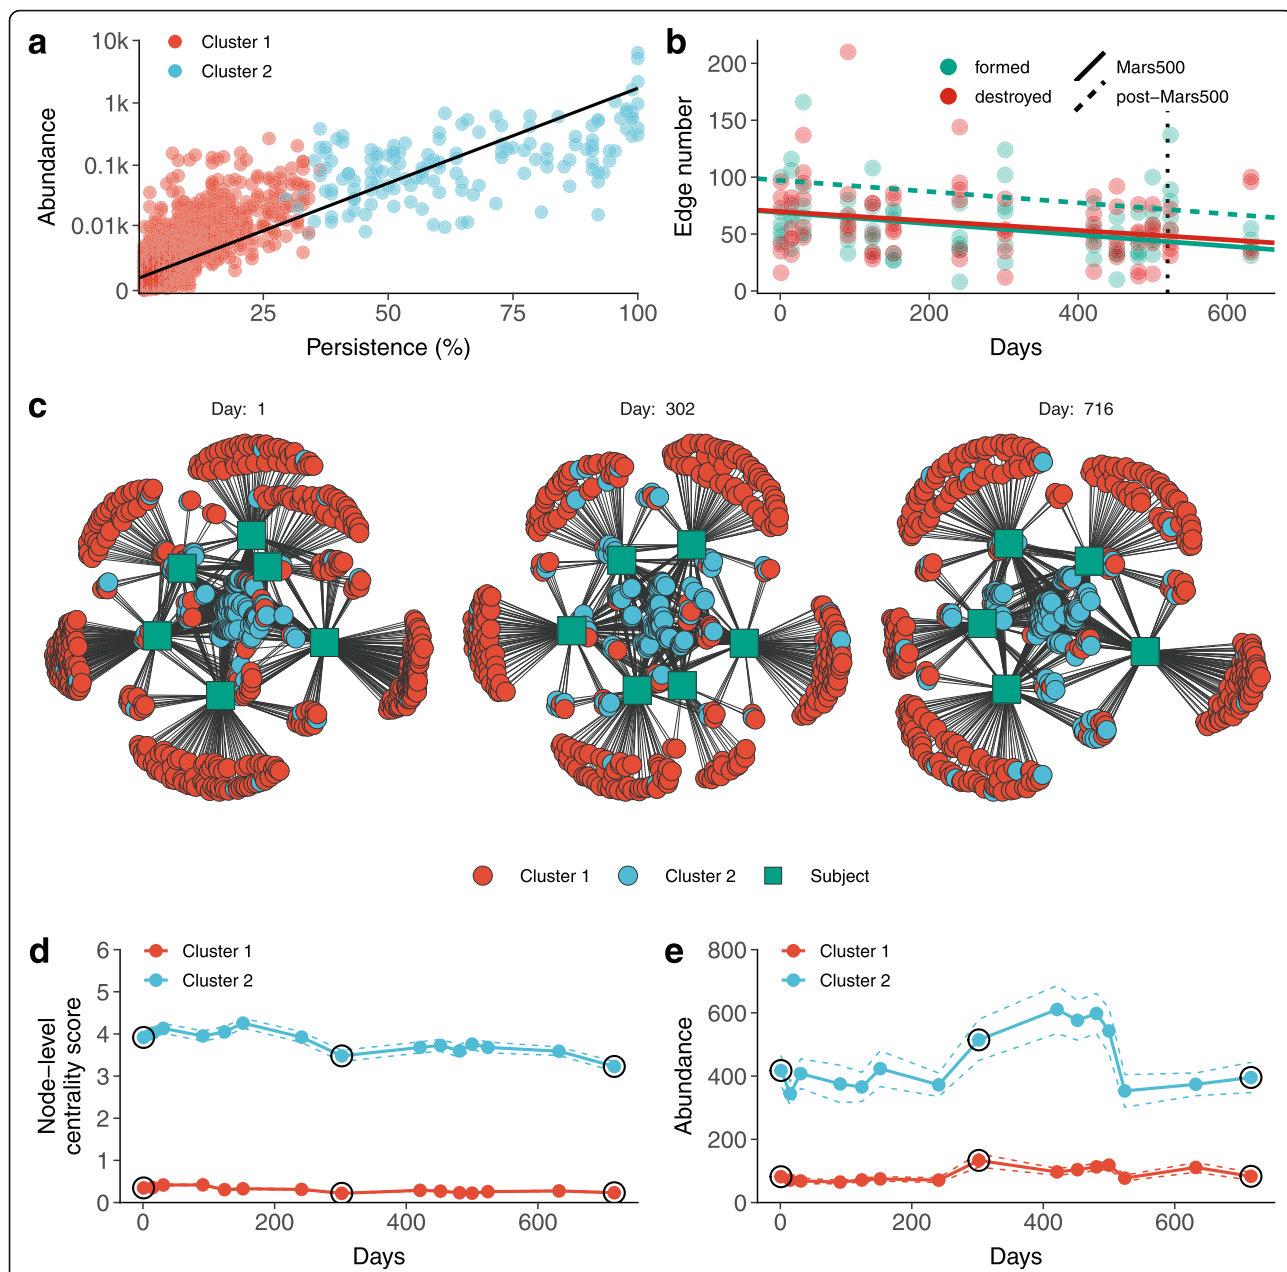 a
Cluster 1
Cluster 2
10k
1k
0.1k
0.01k
0
Abundance
25
50
75
100
Persistence (%)
b
formed
destroyed
Mars500
post−Mars500
200
150
100
50
0
Edge number
0
200
400
600
Days
c
Day: 1
Day: 302
Day: 716
Cluster 1
Cluster 2
Subject
d
Cluster 1
Cluster 2
6
5
4
3
2
1
0
Node−level
centrality score
0
200
400
600
Days
e
Cluster 1
Cluster 2
800
600
400
200
0
Abundance
0
200
400
600
Days